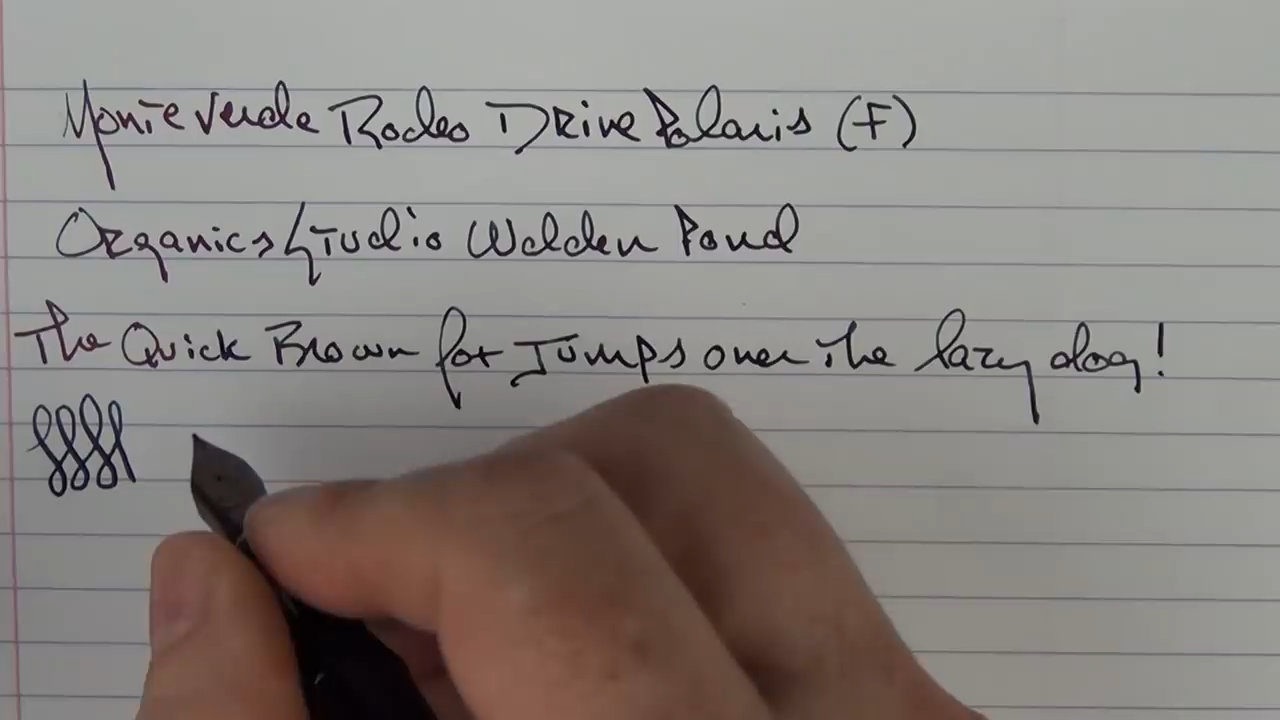 Monteverde Rodeo Drive Polaris (F)
Organics Studio Walden Pond
The Quick Brown fox Jumps over The lazy dog!